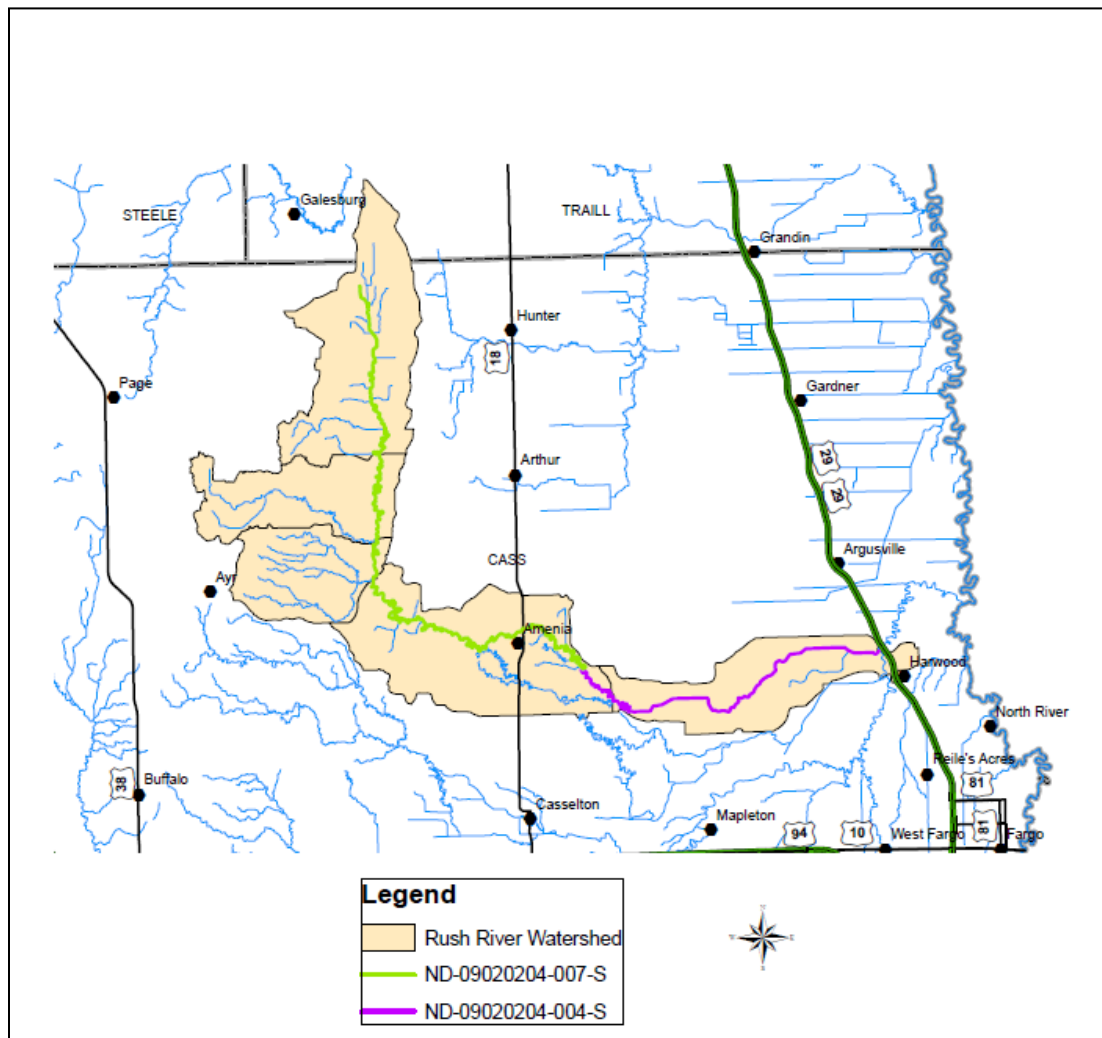 Galesburg
STEELE
TRAILL
Grandin
Hunter
18
Page
Gardner
Arthur
29
29
CASS
Argusville
Ayr
Amenia
Harwood
North River
Reile's Acres
81
38
Buffalo
Casselton
Mapleton
94
10
West Fargo
81
Fargo
Legend
Rush River Watershed
ND-09020204-007-S
ND-09020204-004-S